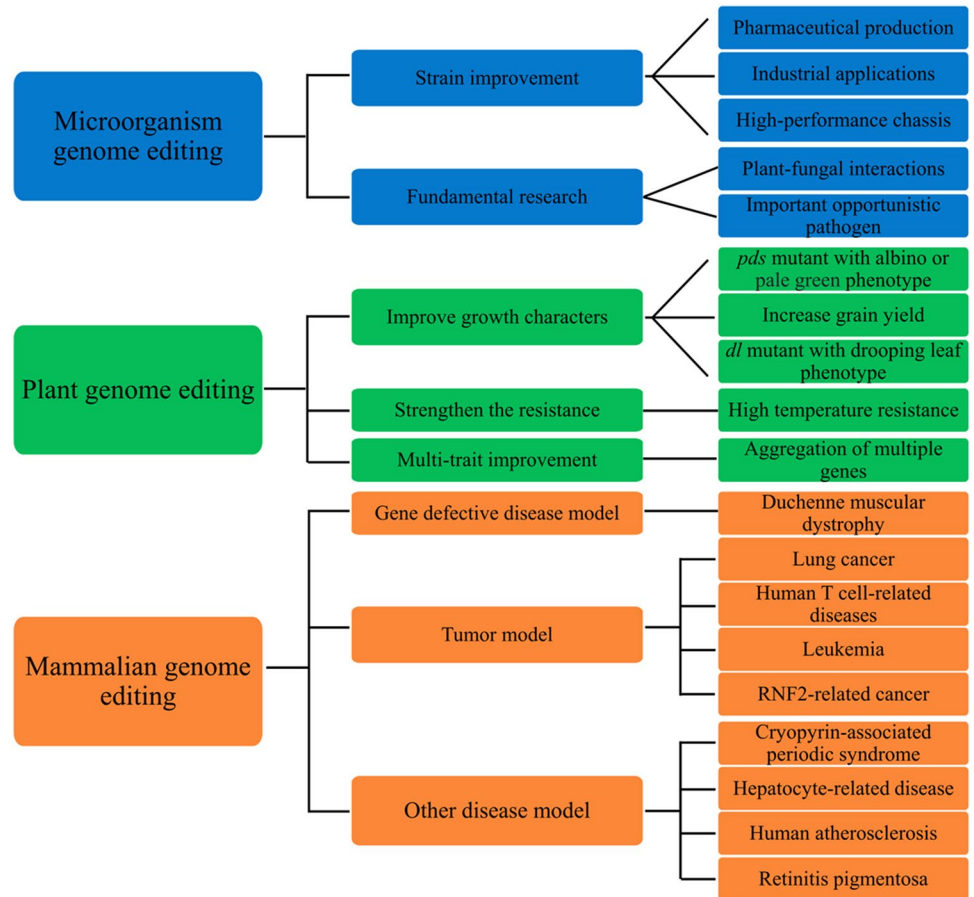 Microorganism
genome editing
Strain improvement
Pharmaceutical production
Industrial applications
High-performance chassis
Fundamental research
Plant-fungal interactions
Important opportunistic
pathogen
Plant genome editing
Improve growth characters
pds mutant with albino or
pale green phenotype
Increase grain yield
dl mutant with drooping leaf
phenotype
Strengthen the resistance
High temperature resistance
Multi-trait improvement
Aggregation of multiple
genes
Mammalian genome
editing
Gene defective disease model
Duchenne muscular
dystrophy
Tumor model
Lung cancer
Human T cell-related
diseases
Leukemia
RNF2-related cancer
Other disease model
Cryopyrin-associated
periodic syndrome
Hepatocyte-related disease
Human atherosclerosis
Retinitis pigmentosa